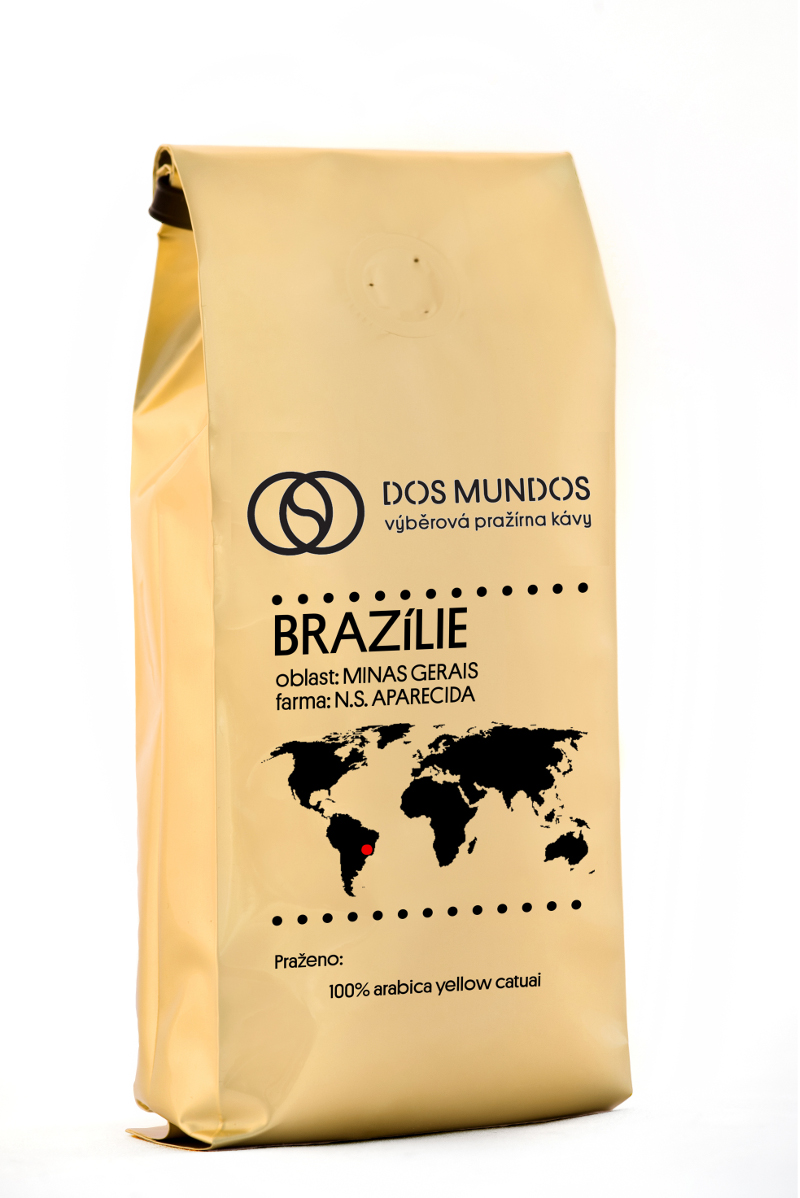 DOS MUNDOS
výběrová pražírna kávy
BRAZíLIE
oblast: MINAS GERAIS
farma: N.S. APARECIDA
Praženo:
100% arabica yellow catuai